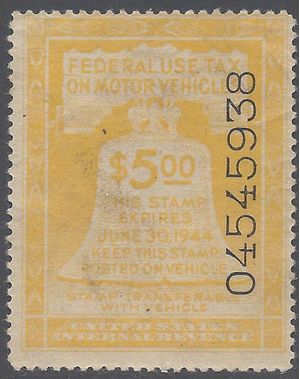 FEDERAL USE TAX
ON MOTOR VEHICLES
$5.00
THIS STAMP
EXPIRES
JUNE 30, 1944
KEEP THIS STAMP
POSTED ON VEHICLE
STAMP TRANSFERABLE
WITH VEHICLE
UNITED STATES
INTERNAL REVENUE
04545938